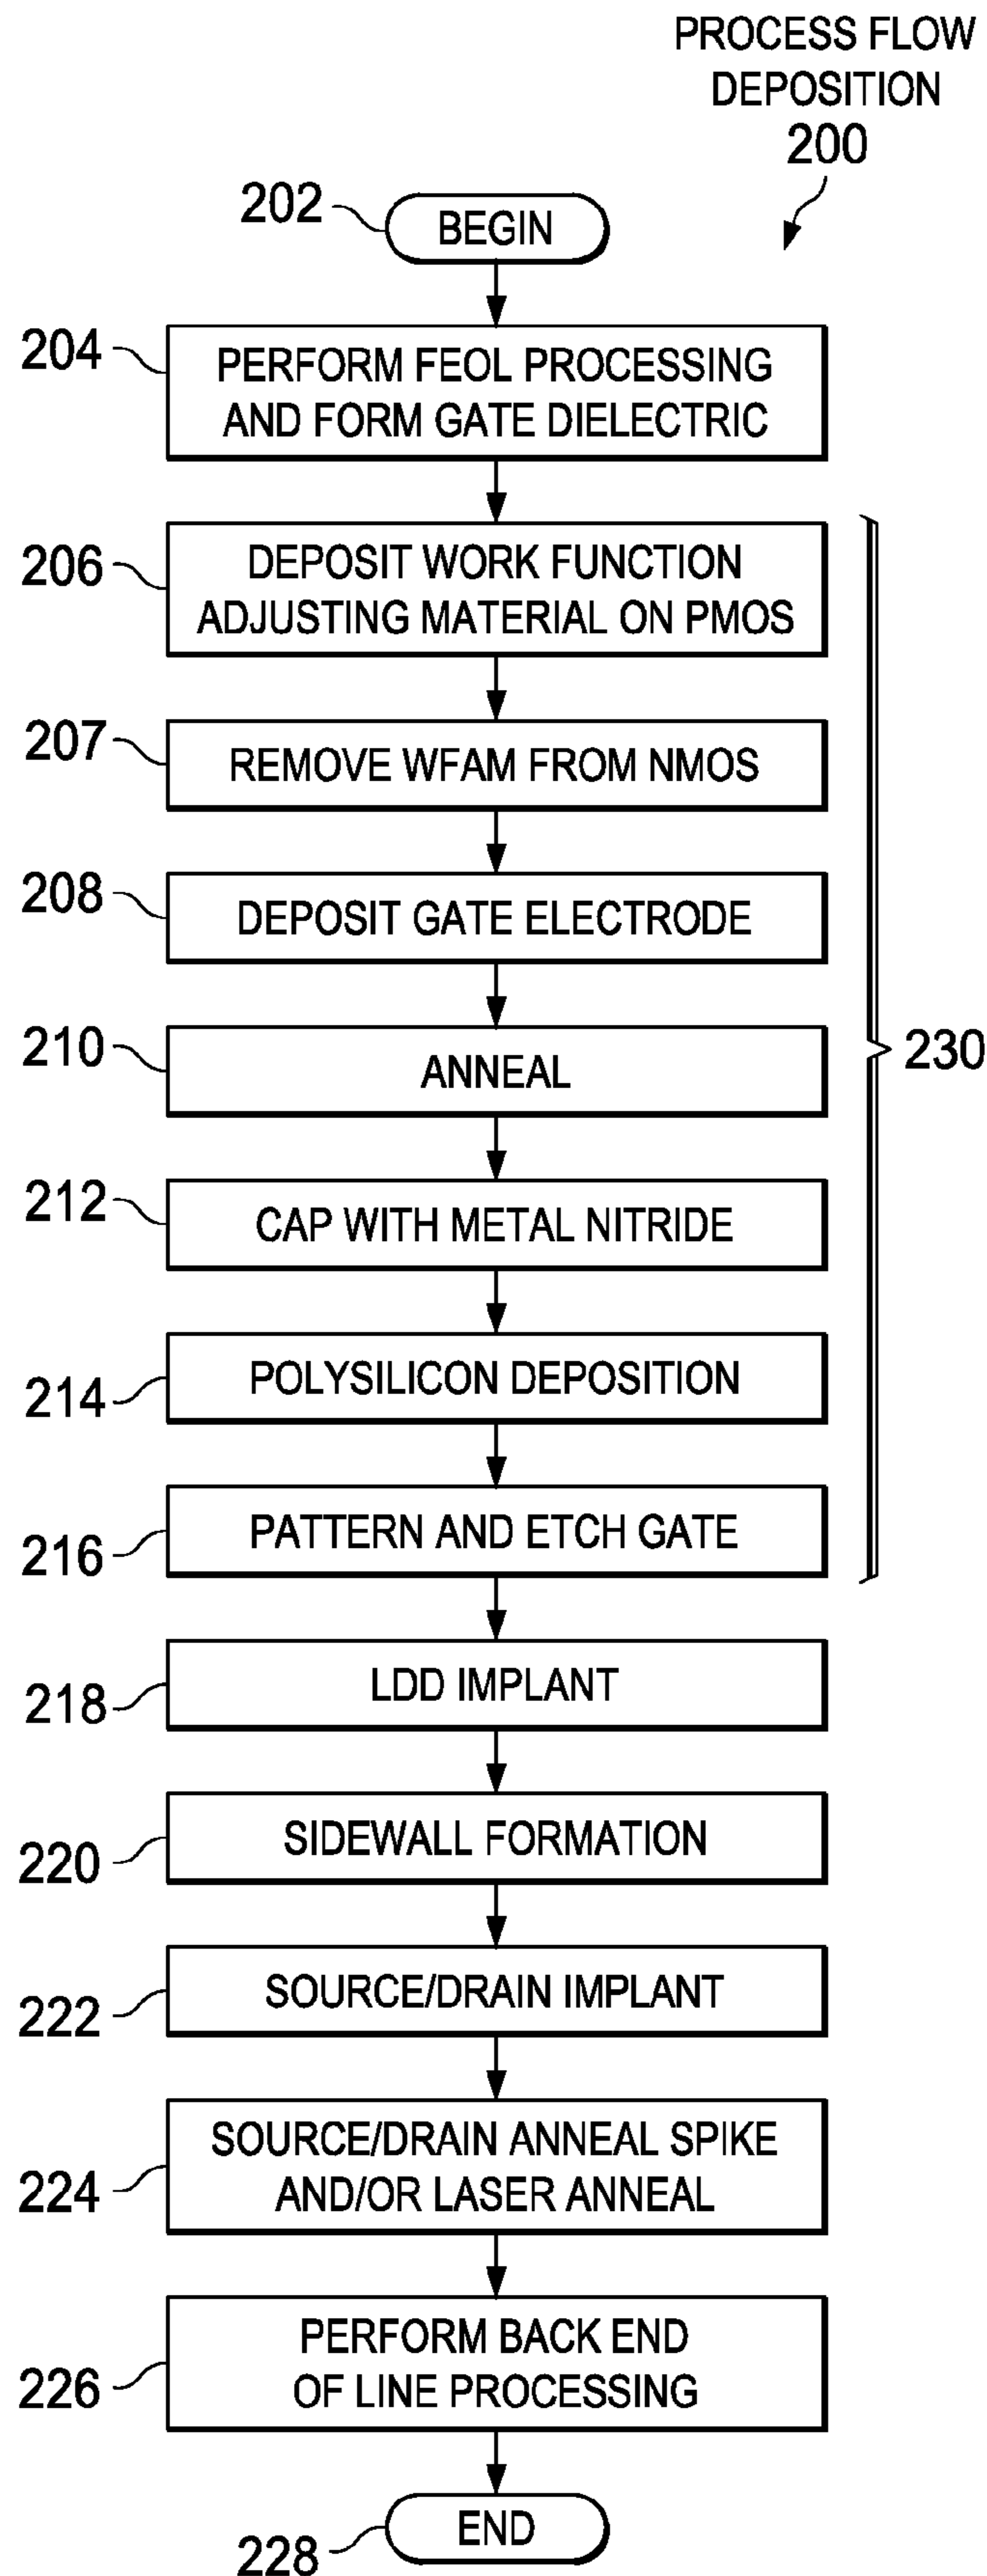 PROCESS FLOW
DEPOSITION
200
202
BEGIN
204
PERFORM FEOL PROCESSING
AND FORM GATE DIELECTRIC
206
DEPOSIT WORK FUNCTION
ADJUSTING MATERIAL ON PMOS
207
REMOVE WFAM FROM NMOS
208
DEPOSIT GATE ELECTRODE
210
ANNEAL
230
212
CAP WITH METAL NITRIDE
214
POLYSILICON DEPOSITION
216
PATTERN AND ETCH GATE
218
LDD IMPLANT
220
SIDEWALL FORMATION
222
SOURCE/DRAIN IMPLANT
224
SOURCE/DRAIN ANNEAL SPIKE
AND/OR LASER ANNEAL
226
PERFORM BACK END
OF LINE PROCESSING
228
END